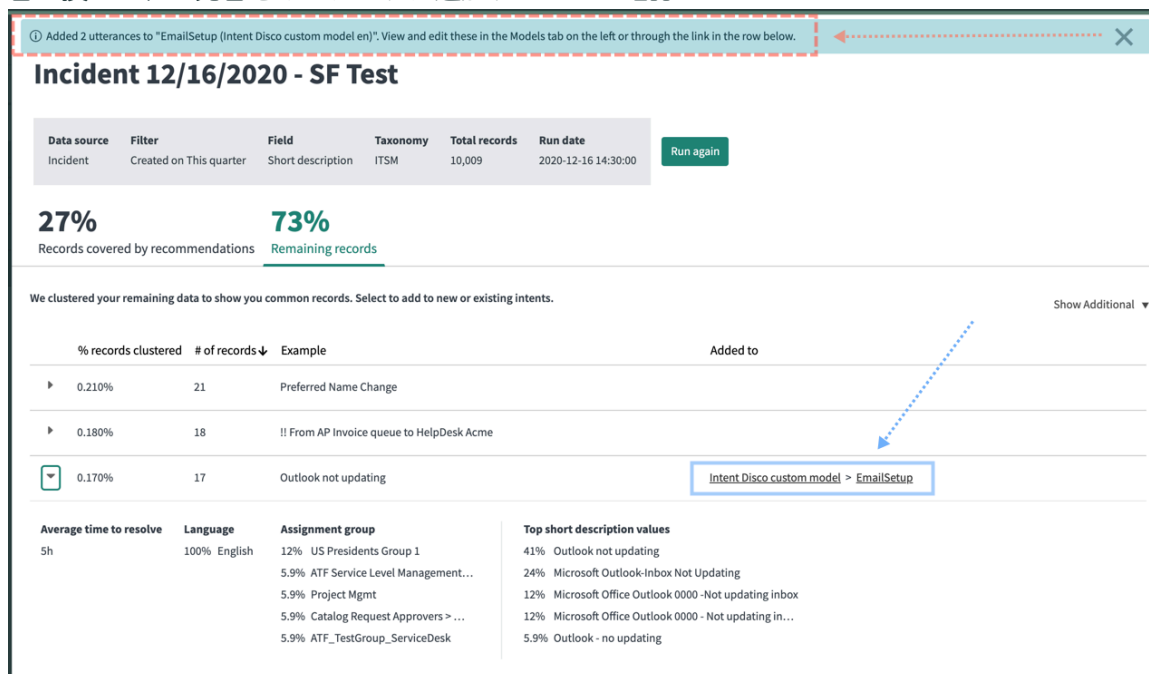 Added 2 utterances to "EmailSetup (Intent Disco custom model en)". View and edit these in the Models tab on the left or through the link in the row below.
Incident 12/16/2020 - SF Test
Data source Filter Field Taxonomy Total records Run date
Incident Created on This quarter Short description ITSM 10,009 2020-12-16 14:30:00
Run again
27% 73%
Records covered by recommendations Remaining records
We clustered your remaining data to show you common records. Select to add to new or existing intents.
Show Additional
% records clustered # of records Example Added to
0.210% 21 Preferred Name Change
0.180% 18 !! From AP Invoice queue to HelpDesk Acme
0.170% 17 Outlook not updating Intent Disco custom model > EmailSetup
Average time to resolve Language Assignment group Top short description values
5h 100% English 12% US Presidents Group 1 41% Outlook not updating
5.9% ATF Service Level Management... 24% Microsoft Outlook-Inbox Not Updating
5.9% Project Mgmt 12% Microsoft Office Outlook 0000 -Not updating inbox
5.9% Catalog Request Approvers > ... 12% Microsoft Office Outlook 0000 - Not updating in...
5.9% ATF_TestGroup_ServiceDesk 5.9% Outlook - no updating